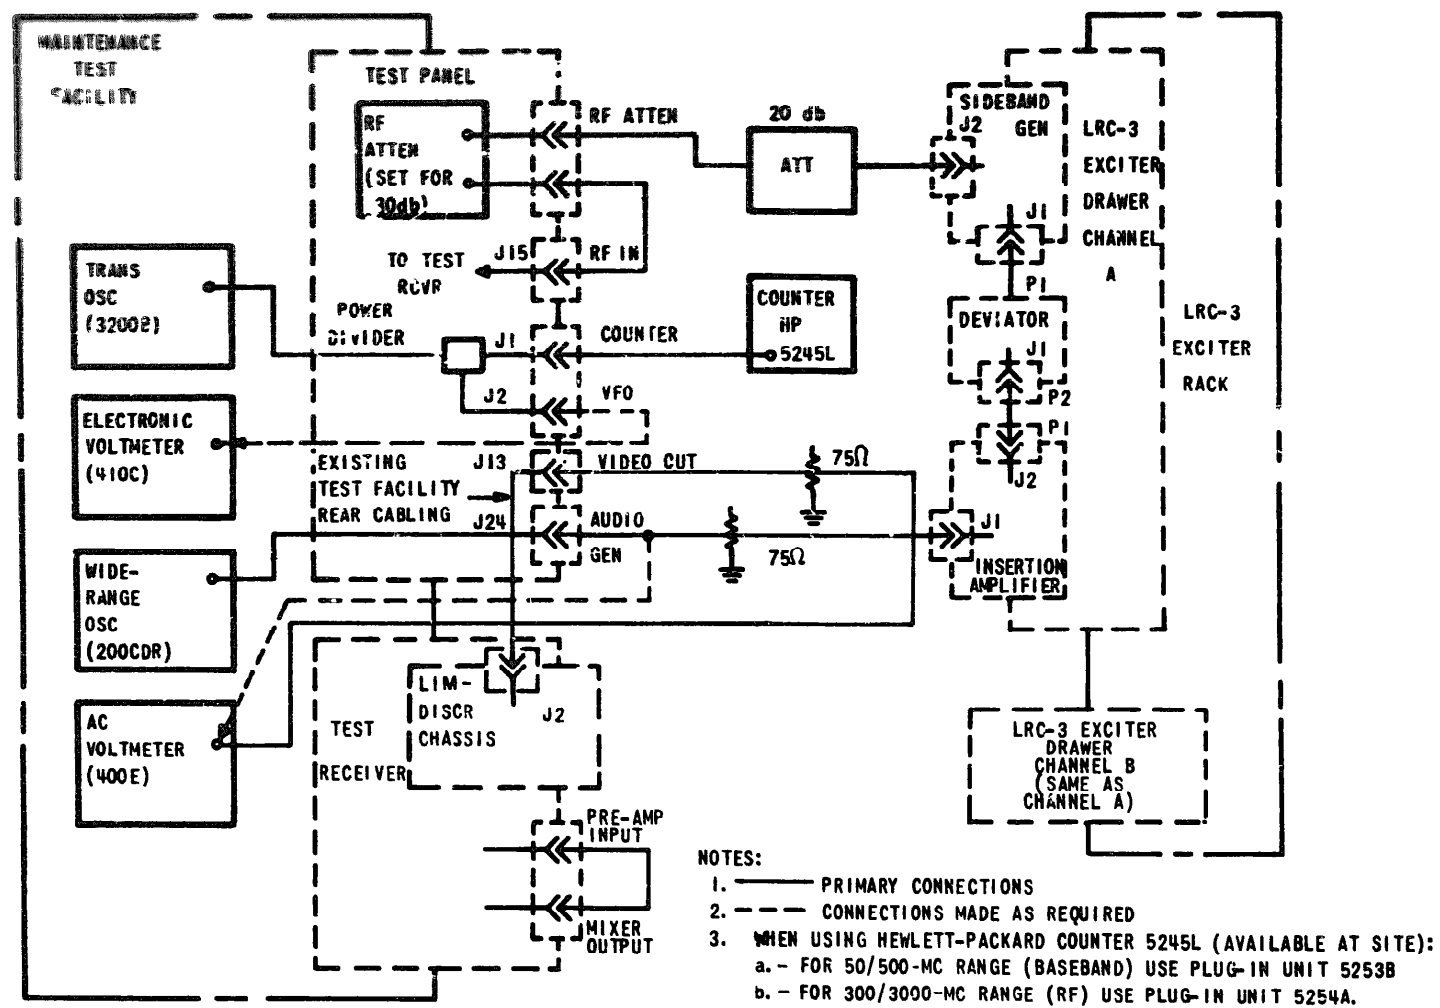 MAINTENANCE
TEST
FACILITY
TEST PANEL
RF
ATTEN
(SET FOR
30db)
RF ATTEN
J15
RF IN
TO TEST
RCVR
20 db
ATT
SIDEBAND
GEN
J2
J1
P1
LRC-3
EXCITER
DRAWER
CHANNEL
A
TRANS
OSC
(3200B)
POWER
DIVIDER
J1
COUNTER
J2
VFO
COUNTER
HP
5245L
DEVIATOR
J1
P2
LRC-3
EXCITER
RACK
ELECTRONIC
VOLTMETER
(410C)
EXISTING
TEST FACILITY
REAR CABLING
J13
VIDEO OUT
75Ω
J24
AUDIO
GEN
75Ω
P1
J2
J1
INSERTION
AMPLIFIER
WIDE-
RANGE
OSC
(200CDR)
AC
VOLTMETER
(400E)
TEST
RECEIVER
LIM-
DISCR
CHASSIS
J2
LRC-3 EXCITER
DRAWER
CHANNEL B
(SAME AS
CHANNEL A)
PRE-AMP
INPUT
MIXER
OUTPUT
NOTES:
1. PRIMARY CONNECTIONS
2. CONNECTIONS MADE AS REQUIRED
3. WHEN USING HEWLETT-PACKARD COUNTER 5245L (AVAILABLE AT SITE):
a. - FOR 50/500-MC RANGE (BASEBAND) USE PLUG-IN UNIT 5253B
b. - FOR 300/3000-MC RANGE (RF) USE PLUG-IN UNIT 5254A.